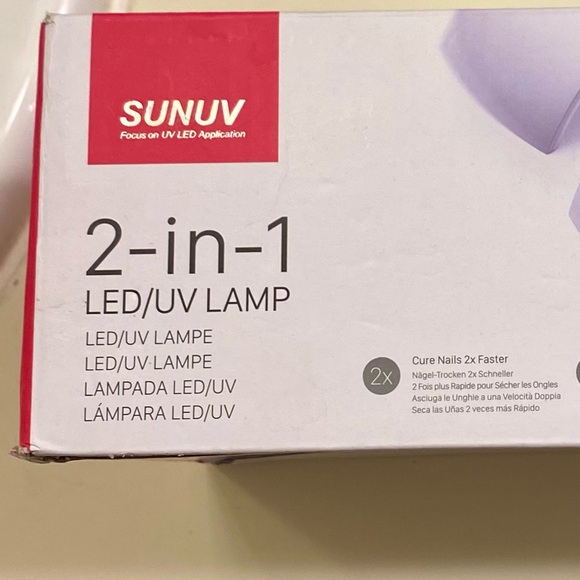 SUNUV
Focus on UV LED Application
2-in-1
LED/UV LAMP
LED/UV LAMPE
LED/UV LAMPE
LAMPADA LED/UV
LÁMPARA LED/UV
2x
Cure Nails 2x Faster
Nägel-Trocken 2x Schneller
2 Fois plus Rapide pour Sécher les Ongles
Asciuga le Unghie a una Velocità Doppia
Seca las Uñas 2 veces más Rápido